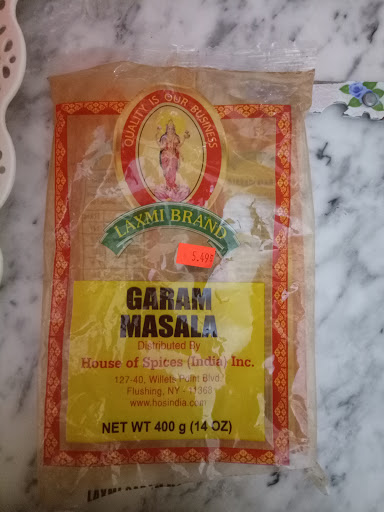 QUALITY IS OUR BUSINESS
LAXMI BRAND
5.49
GARAM
MASALA
Distributed By
House of Spices (India) Inc.
127-40, Willets Point Blvd.
Flushing, NY - 11368
www.hosindia.com
NET WT 400 g (14 OZ)